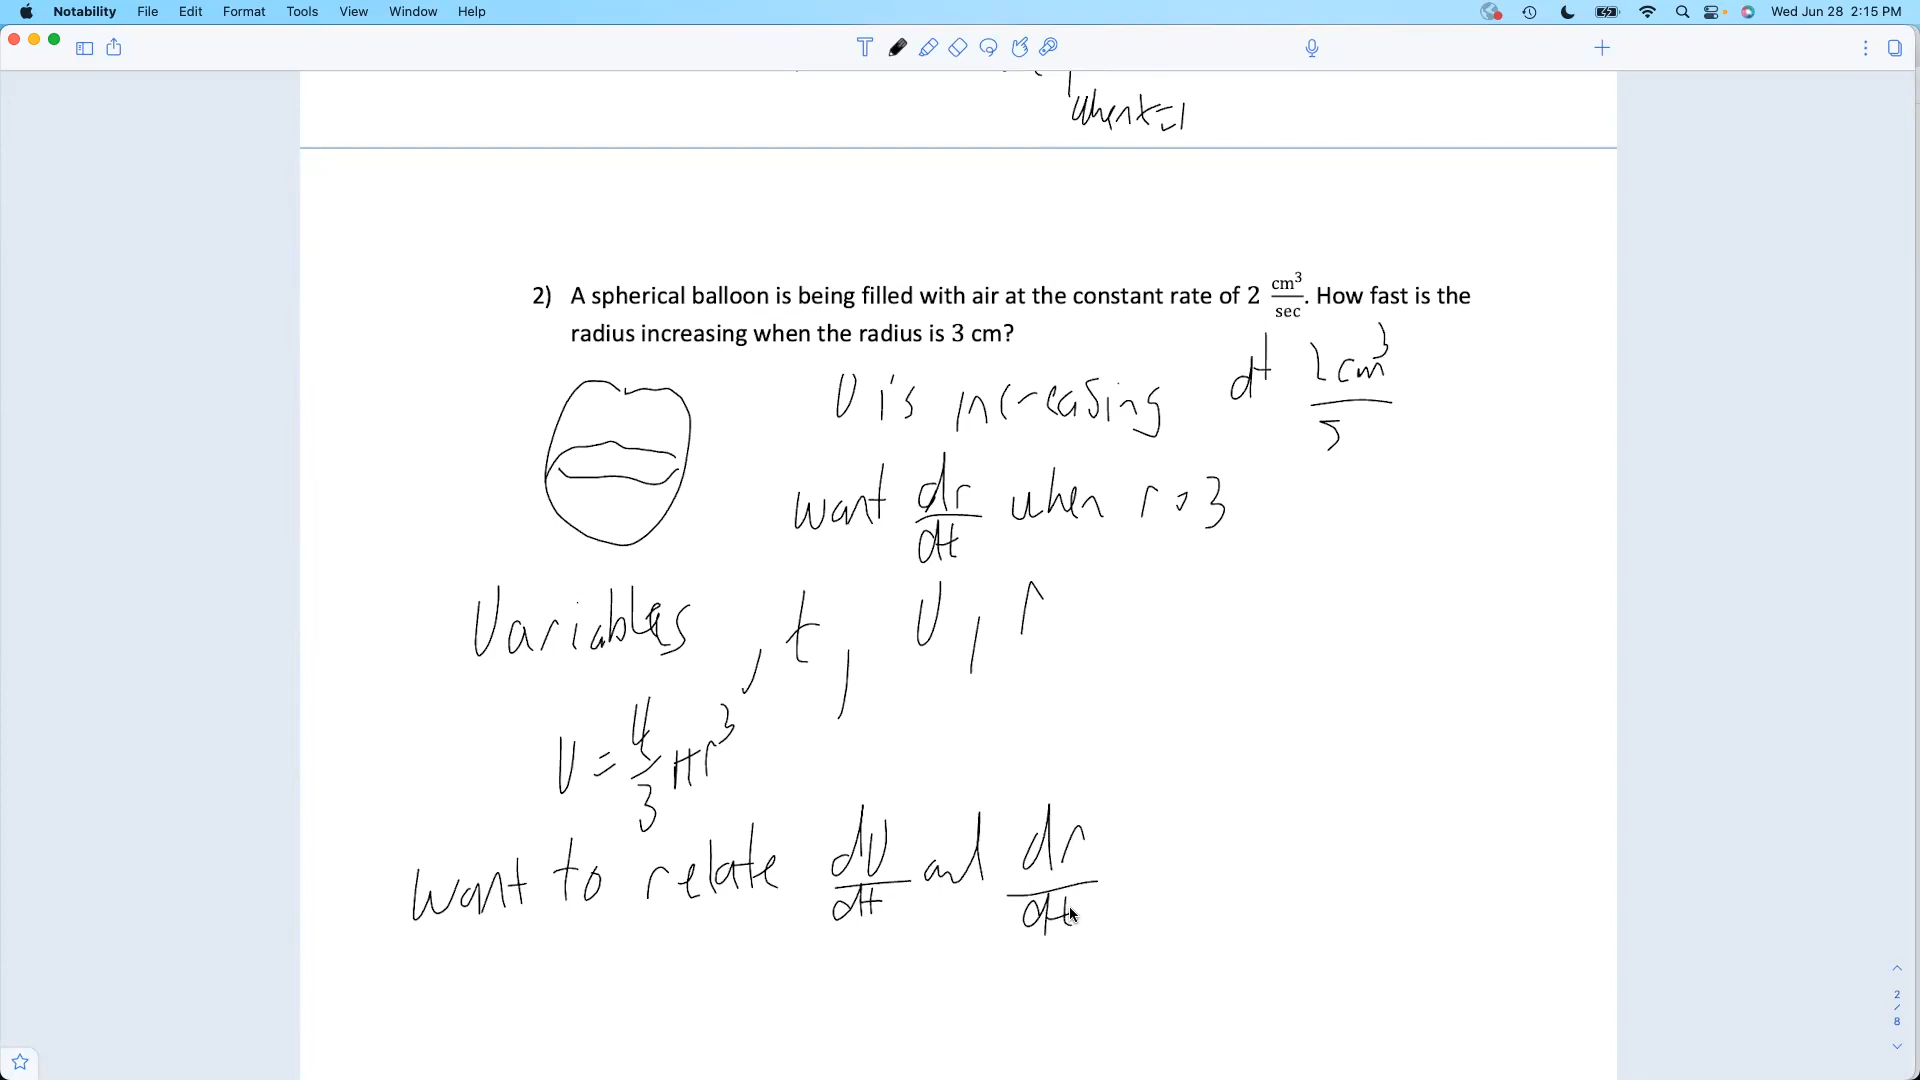 Notability File Edit Format Tools View Window Help Wed Jun 28 2:15 PM
when t=1
2) A spherical balloon is being filled with air at the constant rate of 2 cm³/sec. How fast is the
radius increasing when the radius is 3 cm?
V is increasing at 2cm³/s
want dr/dt when r = 3
Variables, t, V, r
V = 4/3 πr³
want to relate dV/dt and dr/dt
2
/
8